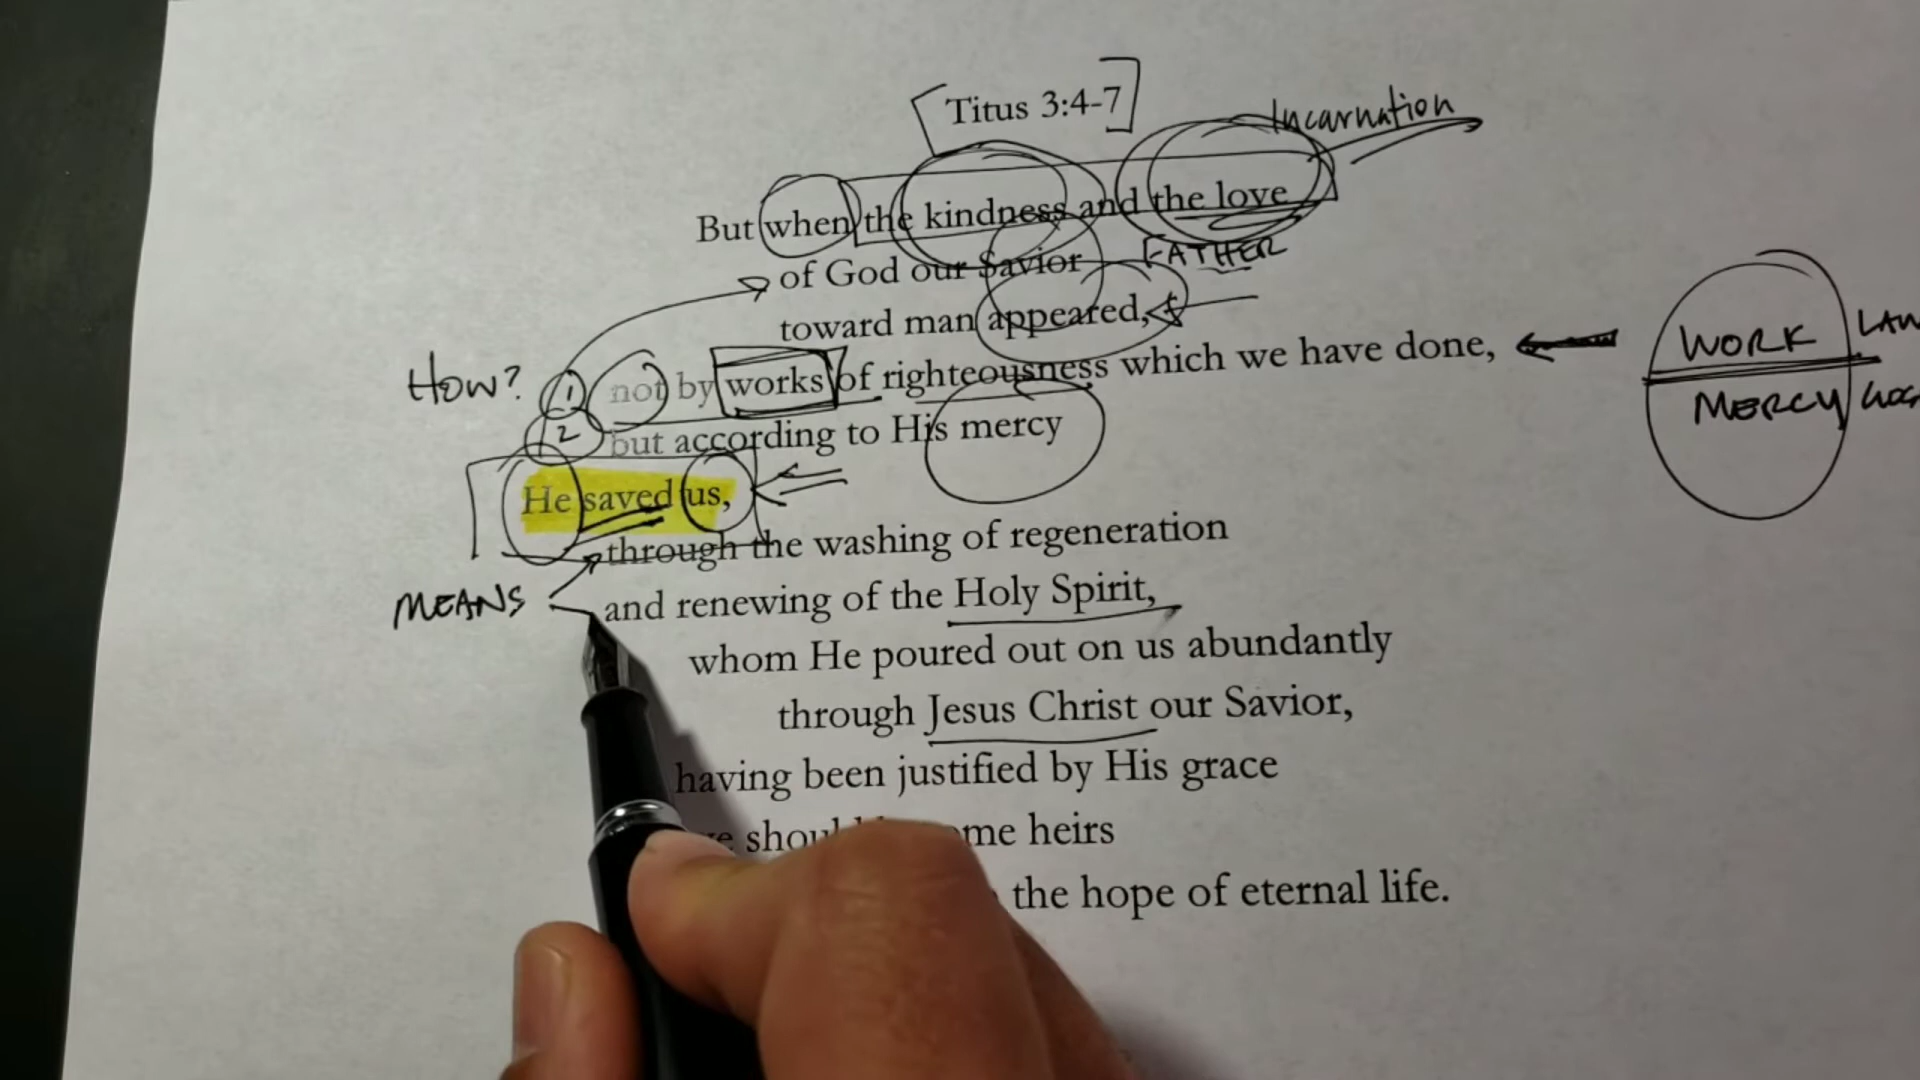 Titus 3:4-7
Incarnation
But when the kindness and the love
FATHER
of God our Savior
toward man appeared,
How? 1 not by works of righteousness which we have done,
WORK LAW
2 but according to His mercy
MERCY
He saved us,
through the washing of regeneration
MEANS and renewing of the Holy Spirit,
whom He poured out on us abundantly
through Jesus Christ our Savior,
having been justified by His grace
heirs
the hope of eternal life.